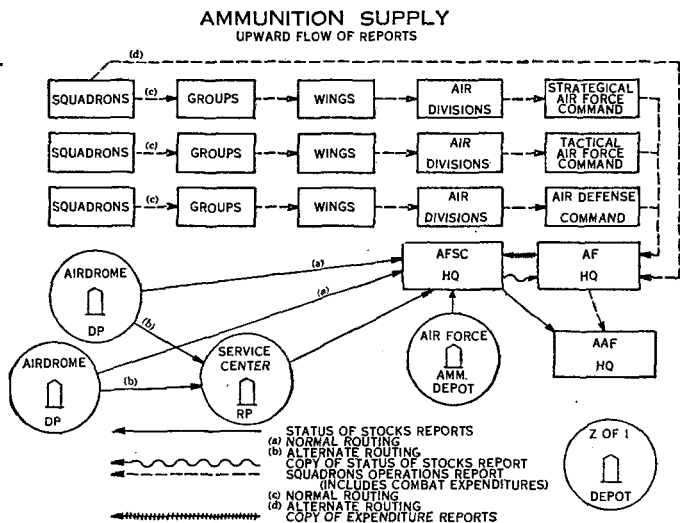 AMMUNITION SUPPLY
UPWARD FLOW OF REPORTS
(d)
SQUADRONS (c) GROUPS WINGS AIR DIVISIONS STRATEGICAL AIR FORCE COMMAND
SQUADRONS (c) GROUPS WINGS AIR DIVISIONS TACTICAL AIR FORCE COMMAND
SQUADRONS (c) GROUPS WINGS AIR DIVISIONS AIR DEFENSE COMMAND
AIRDROME DP
(a)
(a)
AFSC HQ
AF HQ
(b)
AIRDROME DP
(b)
SERVICE CENTER RP
AIR FORCE AMM. DEPOT
AAF HQ
STATUS OF STOCKS REPORTS
(a) NORMAL ROUTING
(b) ALTERNATE ROUTING
COPY OF STATUS OF STOCKS REPORT
SQUADRONS OPERATIONS REPORT
(INCLUDES COMBAT EXPENDITURES)
(c) NORMAL ROUTING
(d) ALTERNATE ROUTING
COPY OF EXPENDITURE REPORTS
Z OF I DEPOT